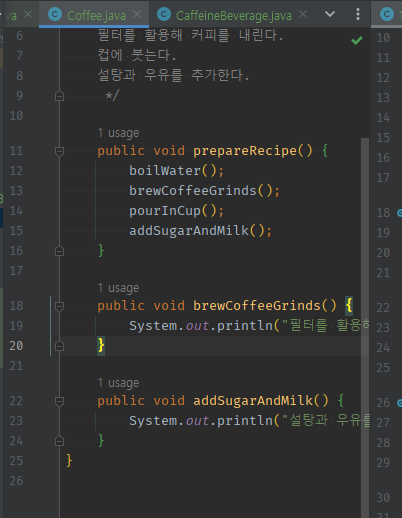 Coffee.java CaffeineBeverage.java
6 필터를 활용해 커피를 내린다.
7 컵에 붓는다.
8 설탕과 우유를 추가한다.
9 */
10
1 usage
11 public void prepareRecipe() {
12 boilWater();
13 brewCoffeeGrinds();
14 pourInCup();
15 addSugarAndMilk();
16 }
17
1 usage
18 public void brewCoffeeGrinds() {
19 System.out.println("필터를 활용
20 }
21
1 usage
22 public void addSugarAndMilk() {
23 System.out.println("설탕과 우유를
24 }
25 }
26
10
11
12
13
14
15
16
17
18
19
20
21
22
23
24
25
26
27
28
29
30
31